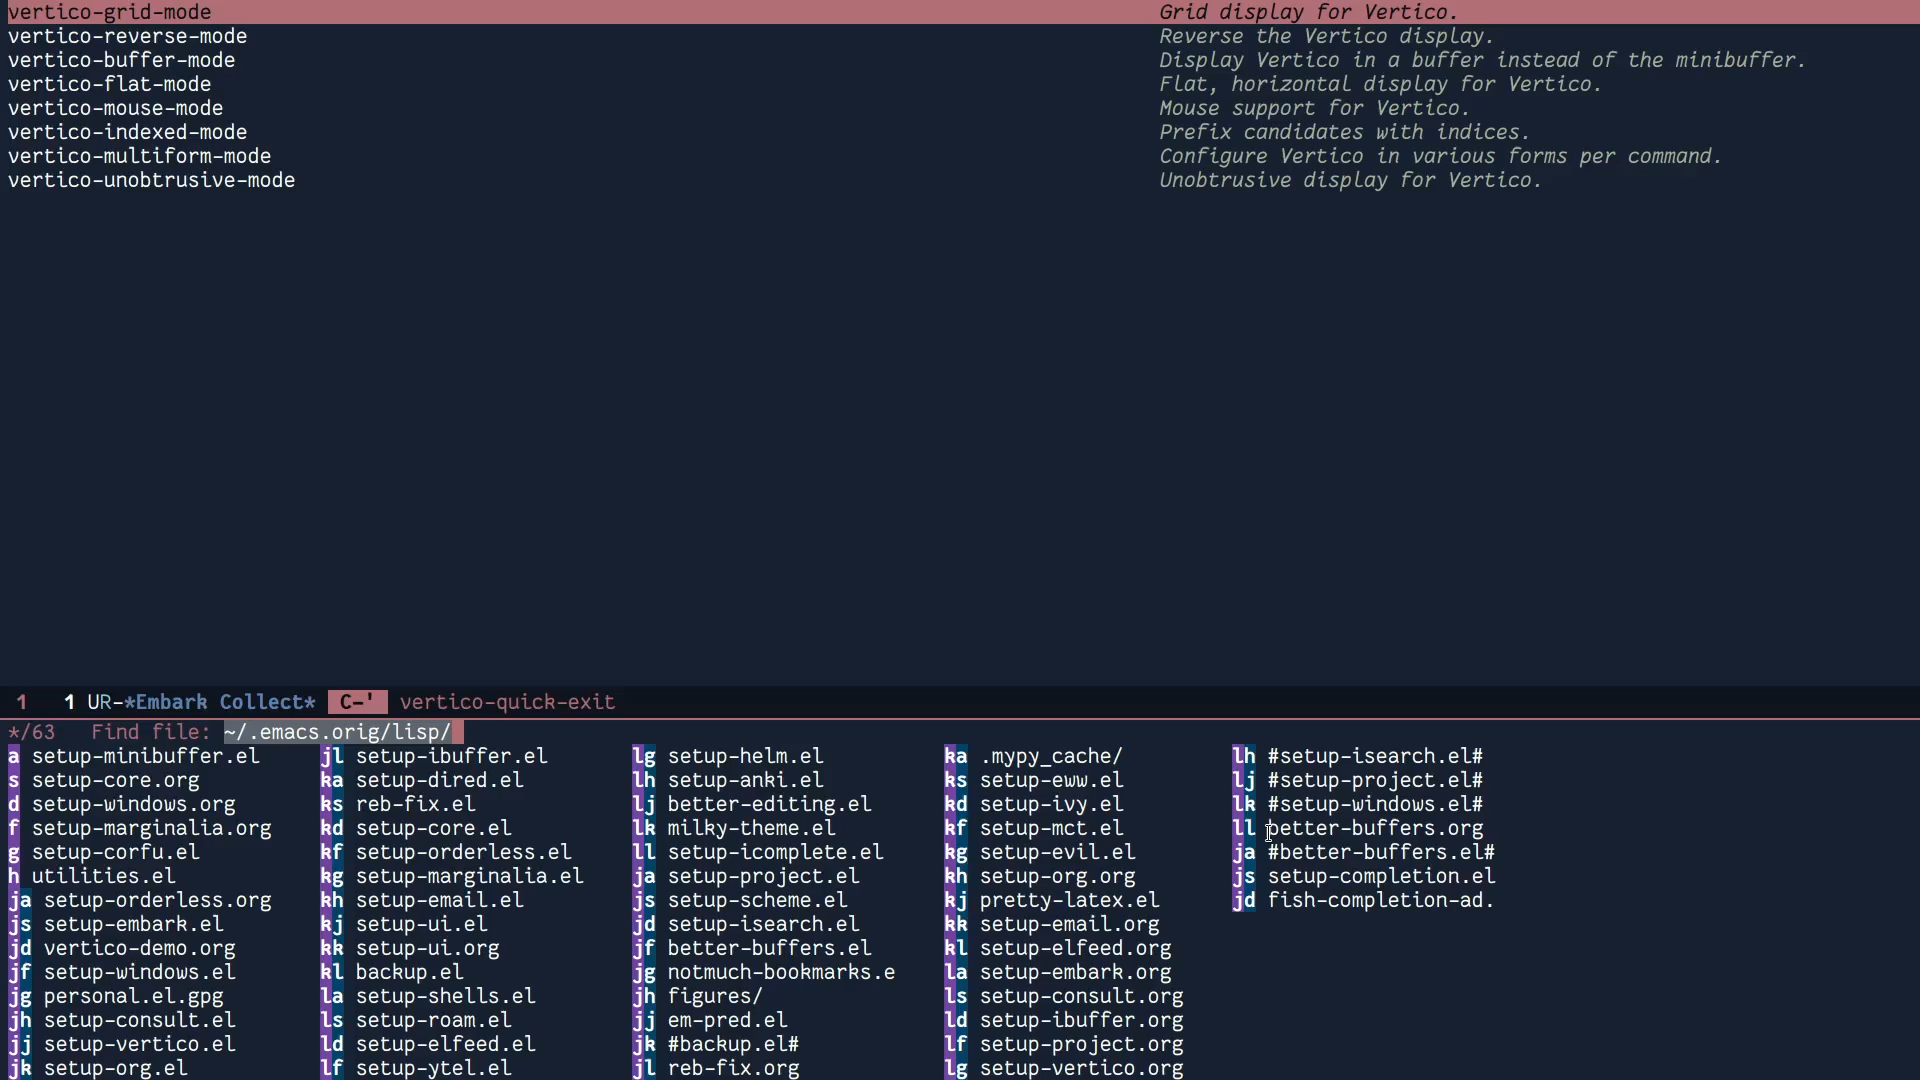 vertico-grid-mode Grid display for Vertico.
vertico-reverse-mode Reverse the Vertico display.
vertico-buffer-mode Display Vertico in a buffer instead of the minibuffer.
vertico-flat-mode Flat, horizontal display for Vertico.
vertico-mouse-mode Mouse support for Vertico.
vertico-indexed-mode Prefix candidates with indices.
vertico-multiform-mode Configure Vertico in various forms per command.
vertico-unobtrusive-mode Unobtrusive display for Vertico.
1 1 UR-*Embark Collect* C-' vertico-quick-exit
*/63 Find file: ~/.emacs.orig/lisp/
a setup-minibuffer.el jl setup-ibuffer.el lg setup-helm.el ka .mypy_cache/ lh #setup-isearch.el#
s setup-core.org ka setup-dired.el lh setup-anki.el ks setup-eww.el lj #setup-project.el#
d setup-windows.org ks reb-fix.el lj better-editing.el kd setup-ivy.el lk #setup-windows.el#
f setup-marginalia.org kd setup-core.el lk milky-theme.el kf setup-mct.el ll better-buffers.org
g setup-corfu.el kf setup-orderless.el ll setup-icomplete.el kg setup-evil.el ja #better-buffers.el#
h utilities.el kg setup-marginalia.el ja setup-project.el kh setup-org.org js setup-completion.el
ja setup-orderless.org kh setup-email.el js setup-scheme.el kj pretty-latex.el jd fish-completion-ad.
js setup-embark.el kj setup-ui.el jd setup-isearch.el kk setup-email.org
jd vertico-demo.org kk setup-ui.org jf better-buffers.el kl setup-elfeed.org
jf setup-windows.el kl backup.el jg notmuch-bookmarks.e la setup-embark.org
jg personal.el.gpg la setup-shells.el jh figures/ ls setup-consult.org
jh setup-consult.el ls setup-roam.el jj em-pred.el ld setup-ibuffer.org
jj setup-vertico.el ld setup-elfeed.el jk #backup.el# lf setup-project.org
jk setup-org.el lf setup-ytel.el jl reb-fix.org lg setup-vertico.org